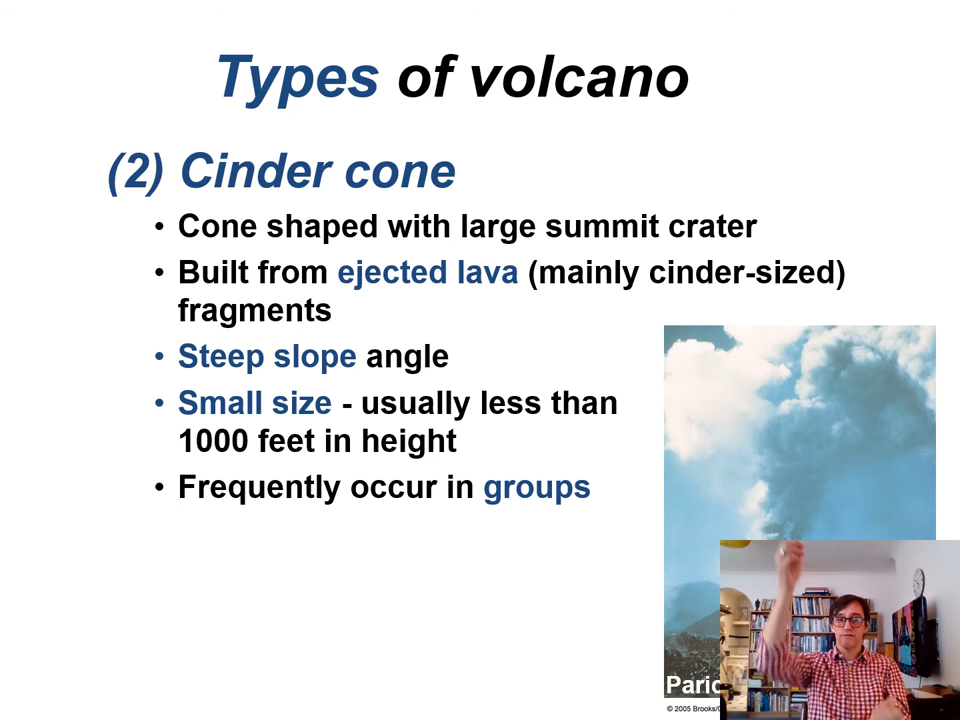 Types of volcano
(2) Cinder cone
• Cone shaped with large summit crater
• Built from ejected lava (mainly cinder-sized)
fragments
• Steep slope angle
• Small size - usually less than
1000 feet in height
• Frequently occur in groups
© 2005